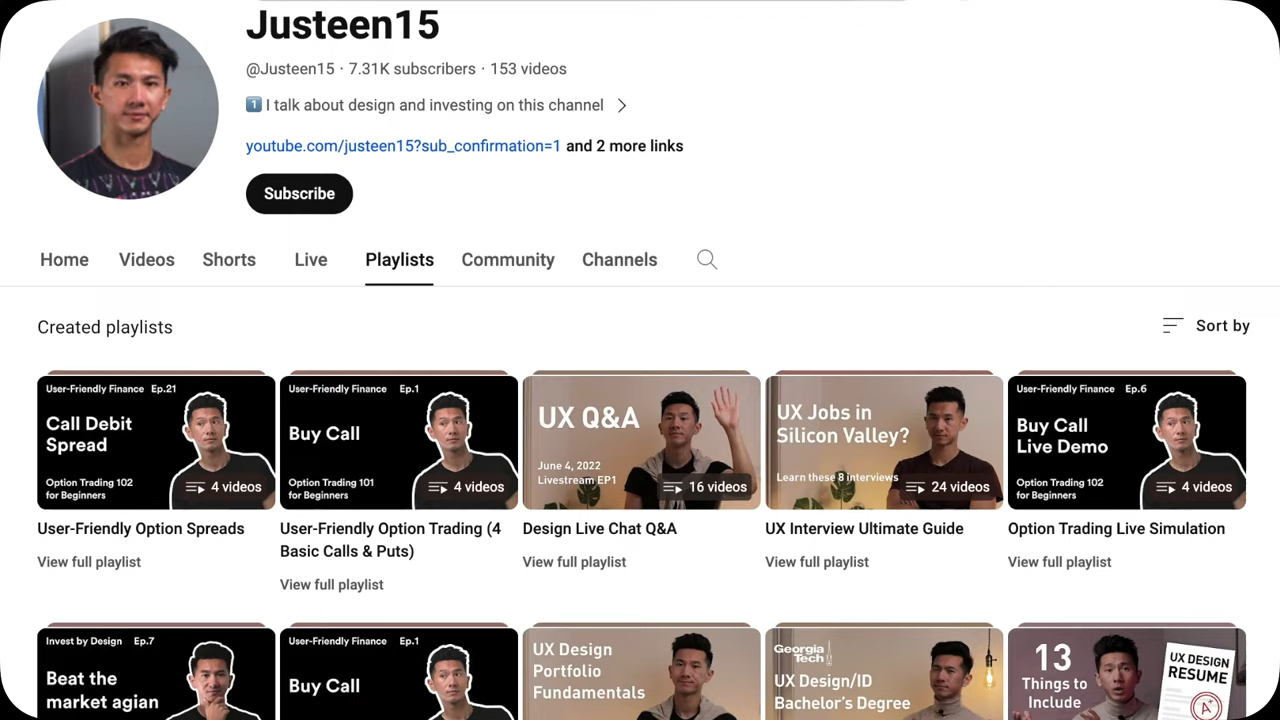 Justeen15
@Justeen15 · 7.31K subscribers · 153 videos
1️⃣ I talk about design and investing on this channel
youtube.com/justeen15?sub_confirmation=1 and 2 more links
Subscribe
Home Videos Shorts Live Playlists Community Channels
Created playlists
Sort by
User-Friendly Finance Ep.21
Call Debit
Spread
Option Trading 102
for Beginners
4 videos
User-Friendly Option Spreads
View full playlist
User-Friendly Finance Ep.1
Buy Call
Option Trading 101
for Beginners
4 videos
User-Friendly Option Trading (4
Basic Calls & Puts)
View full playlist
UX Q&A
June 4, 2022
Livestream EP1
16 videos
Design Live Chat Q&A
View full playlist
UX Jobs in
Silicon Valley?
Learn these 8 interviews
24 videos
UX Interview Ultimate Guide
View full playlist
User-Friendly Finance Ep.6
Buy Call
Live Demo
Option Trading 102
for Beginners
4 videos
Option Trading Live Simulation
View full playlist
Invest by Design Ep.7
Beat the
market agian
User-Friendly Finance Ep.1
Buy Call
UX Design
Portfolio
Fundamentals
Georgia
Tech
UX Design/ID
Bachelor's Degree
13
Things to
Include
UX DESIGN
RESUME
A+